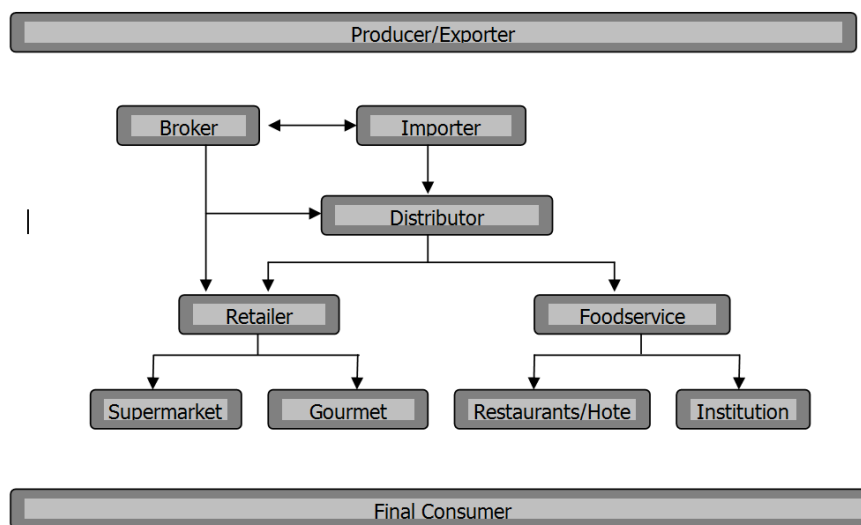 Producer/Exporter
Broker
Importer
Distributor
Retailer
Foodservice
Supermarket
Gourmet
Restaurants/Hote
Institution
Final Consumer